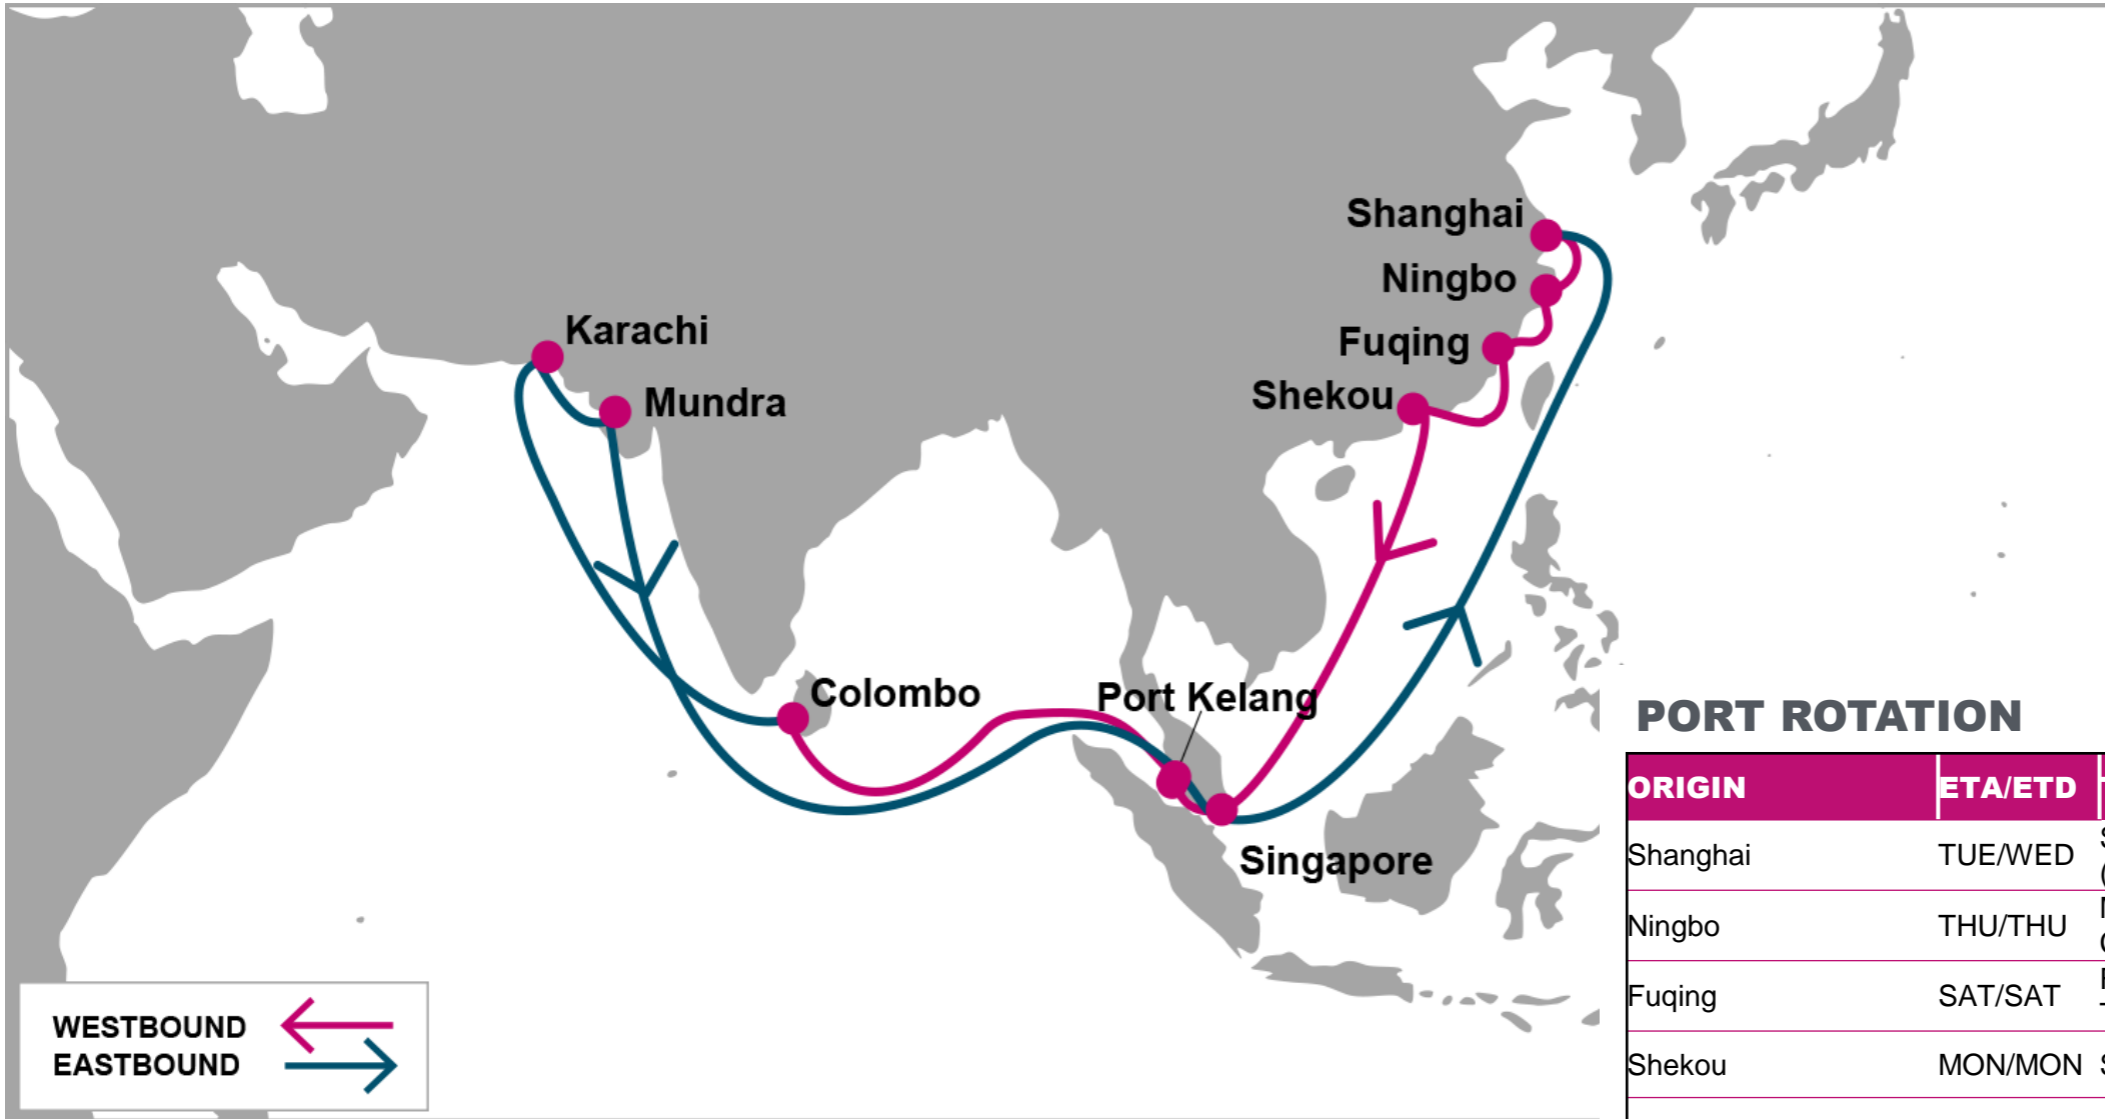 Shanghai
Ningbo
Karachi
Fuqing
Mundra
Shekou
Colombo
Port Kelang
Singapore
WESTBOUND
EASTBOUND
PORT ROTATION
ORIGIN ETA/ETD
Shanghai TUE/WED
Ningbo THU/THU
Fuqing SAT/SAT
Shekou MON/MON